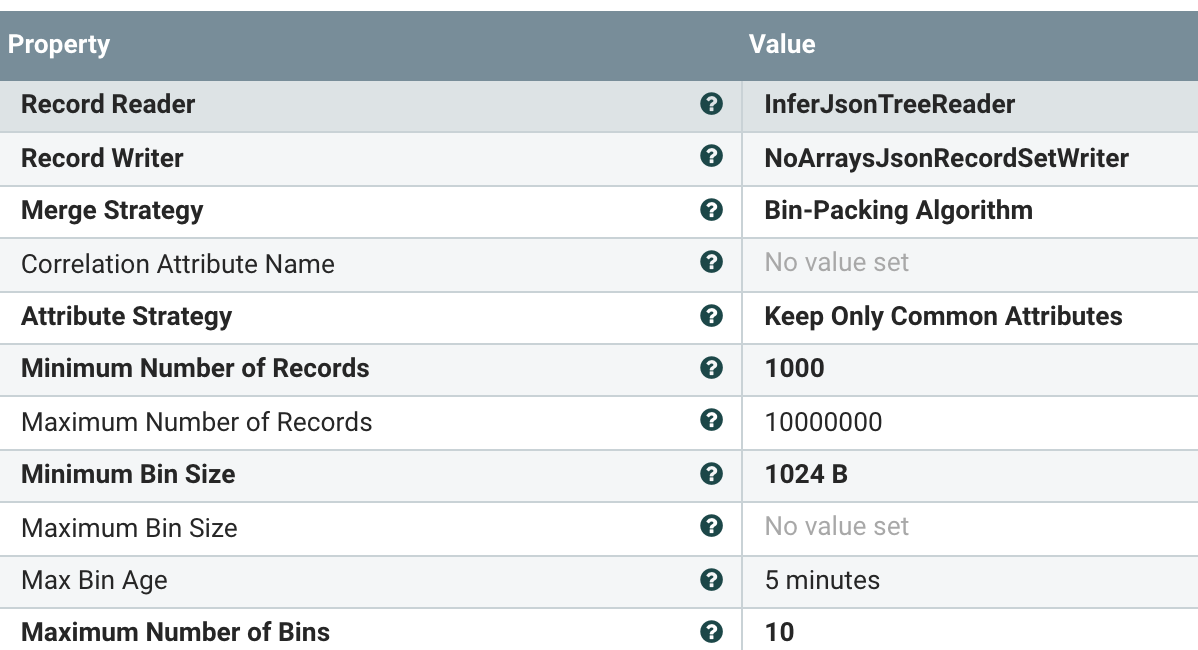 Property Value
Record Reader ? InferJsonTreeReader
Record Writer ? NoArraysJsonRecordSetWriter
Merge Strategy ? Bin-Packing Algorithm
Correlation Attribute Name ? No value set
Attribute Strategy ? Keep Only Common Attributes
Minimum Number of Records ? 1000
Maximum Number of Records ? 10000000
Minimum Bin Size ? 1024 B
Maximum Bin Size ? No value set
Max Bin Age ? 5 minutes
Maximum Number of Bins ? 10